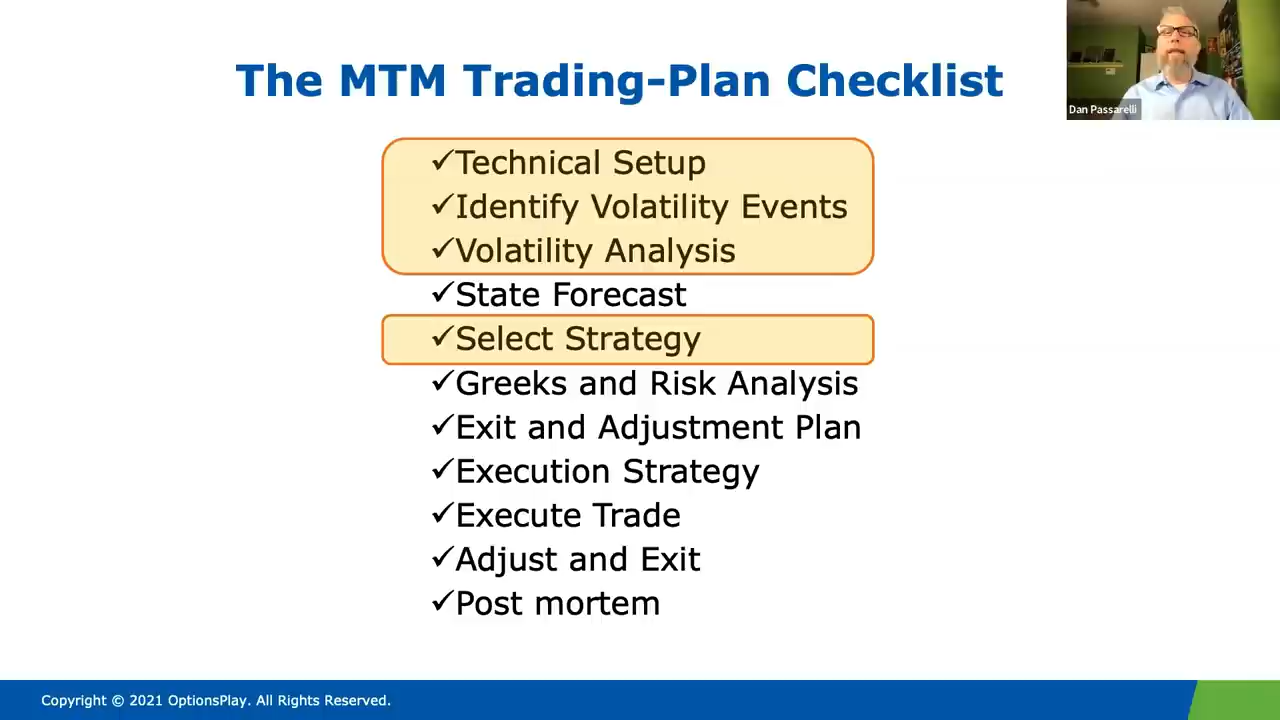 The MTM Trading-Plan Checklist
Dan Passarelli
✓Technical Setup
✓Identify Volatility Events
✓Volatility Analysis
✓State Forecast
✓Select Strategy
✓Greeks and Risk Analysis
✓Exit and Adjustment Plan
✓Execution Strategy
✓Execute Trade
✓Adjust and Exit
✓Post mortem
Copyright © 2021 OptionsPlay. All Rights Reserved.